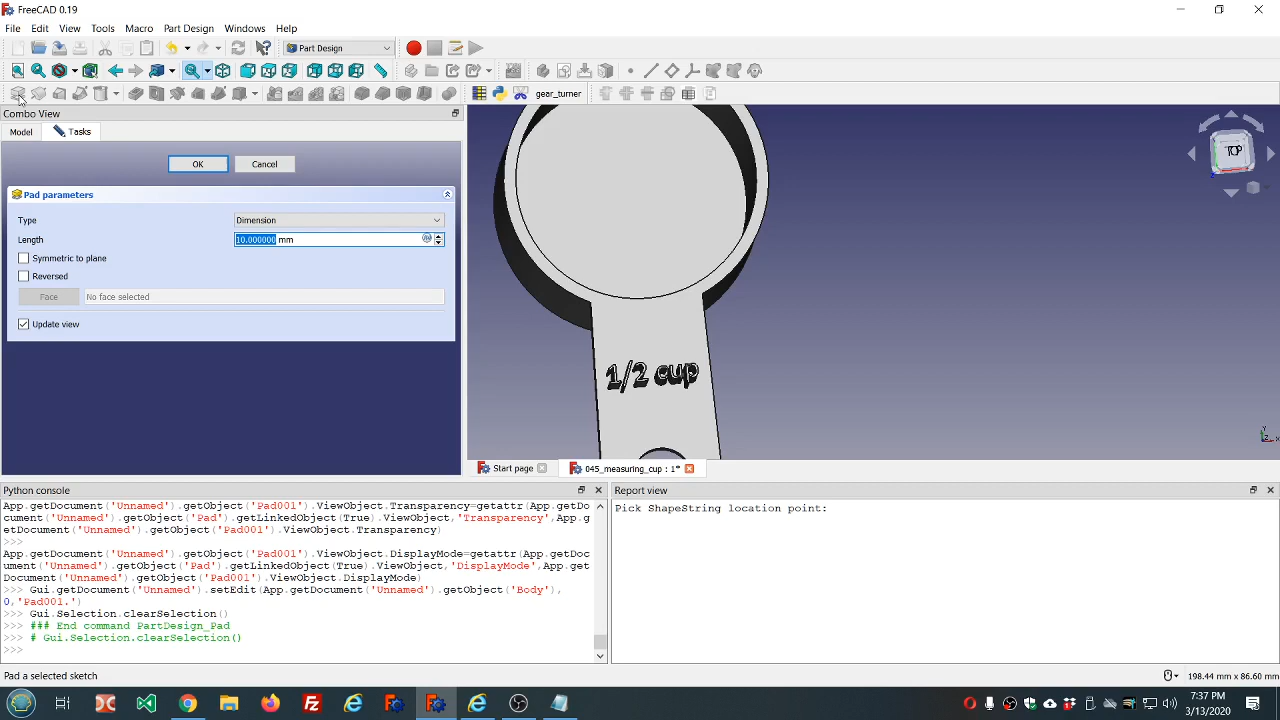 FreeCAD 0.19
File Edit View Tools Macro Part Design Windows Help
Part Design
gear_turner
Combo View
Model Tasks
OK Cancel
Pad parameters
Type Dimension
Length 10.000000 mm
Symmetric to plane
Reversed
Face No face selected
Update view
TOP
1/2 cup
Start page 045_measuring_cup : 1*
Python console
App.getDocument('Unnamed').getObject('Pad001').ViewObject.Transparency=getattr(App.getDo
cument('Unnamed').getObject('Pad').getLinkedObject(True).ViewObject,'Transparency',App.g
etDocument('Unnamed').getObject('Pad001').ViewObject.Transparency)
>>>
App.getDocument('Unnamed').getObject('Pad001').ViewObject.DisplayMode=getattr(App.getDoc
ument('Unnamed').getObject('Pad').getLinkedObject(True).ViewObject,'DisplayMode',App.get
Document('Unnamed').getObject('Pad001').ViewObject.DisplayMode)
>>> Gui.getDocument('Unnamed').setEdit(App.getDocument('Unnamed').getObject('Body'),
0,'Pad001.')
>>> Gui.Selection.clearSelection()
>>> ### End command PartDesign_Pad
>>> # Gui.Selection.clearSelection()
>>>
Report view
Pick ShapeString location point:
Pad a selected sketch
198.44 mm x 86.60 mm
7:37 PM
3/13/2020